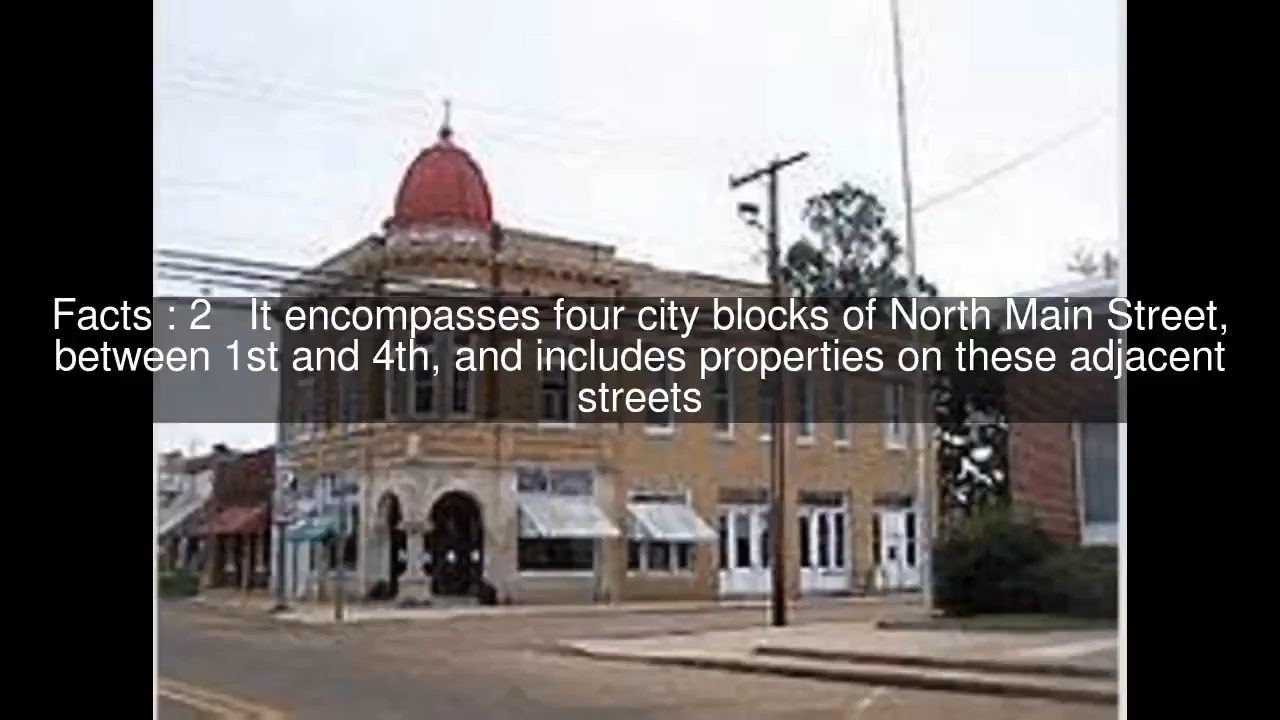 Facts : 2   It encompasses four city blocks of North Main Street,
between 1st and 4th, and includes properties on these adjacent
streets